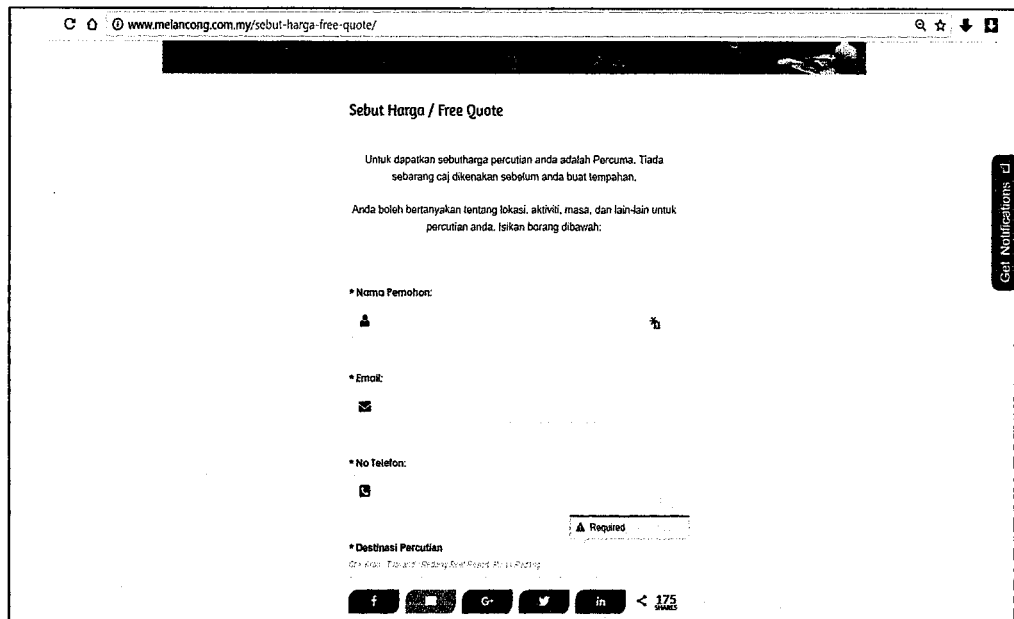 www.melancong.com.my/sebut-harga-free-quote/
Sebut Harga / Free Quote
Untuk dapatkan sebutharga percutian anda adalah Percuma. Tiada
sebarang caj dikenakan sebelum anda buat tempahan.
Anda boleh bertanyakan tentang lokasi, aktiviti, masa, dan lain-lain untuk
percutian anda. Isikan borang dibawah:
* Nama Pemohon:
* Email:
* No Telefon:
Required
* Destinasi Percutian
f
G+
in
175
SHARES
Get Notifications